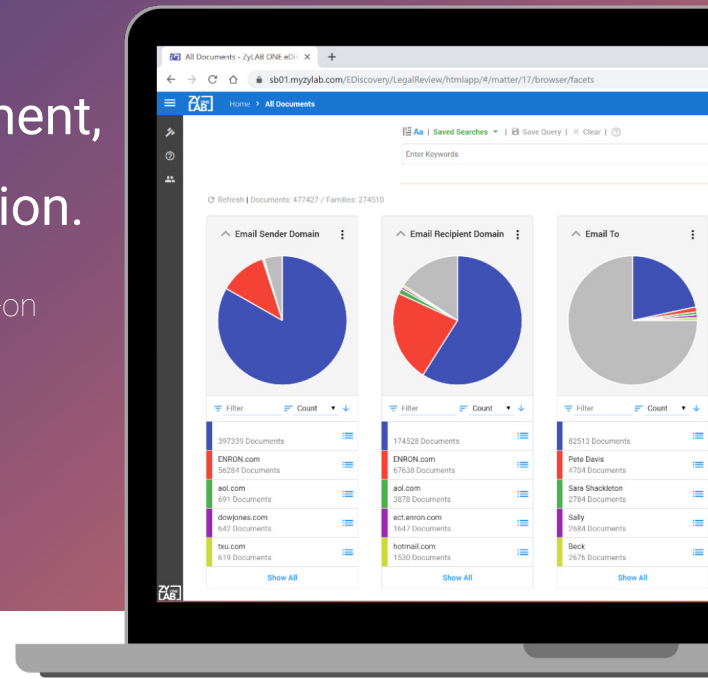 nent,
ion.
-on
All Documents - ZyLAB ONE eDi
sb01.myzylab.com/EDiscovery/LegalReview/htmlapp/#/matter/17/browser/facets
ZyLAB ONE
Home > All Documents
Aa | Saved Searches | Save Query | × Clear |
Enter Keywords
Refresh | Documents: 477427 / Families: 274510
Email Sender Domain
Filter Count
397339 Documents
ENRON.com
56284 Documents
aol.com
691 Documents
dowjones.com
642 Documents
txu.com
619 Documents
Show All
Email Recipient Domain
Filter Count
174528 Documents
ENRON.com
67638 Documents
aol.com
3878 Documents
ect.enron.com
1647 Documents
hotmail.com
1530 Documents
Show All
Email To
Filter Count
82513 Documents
Pete Davis
4704 Documents
Sara Shackleton
2784 Documents
Sally
2684 Documents
Beck
2676 Documents
Show All
ZyLAB